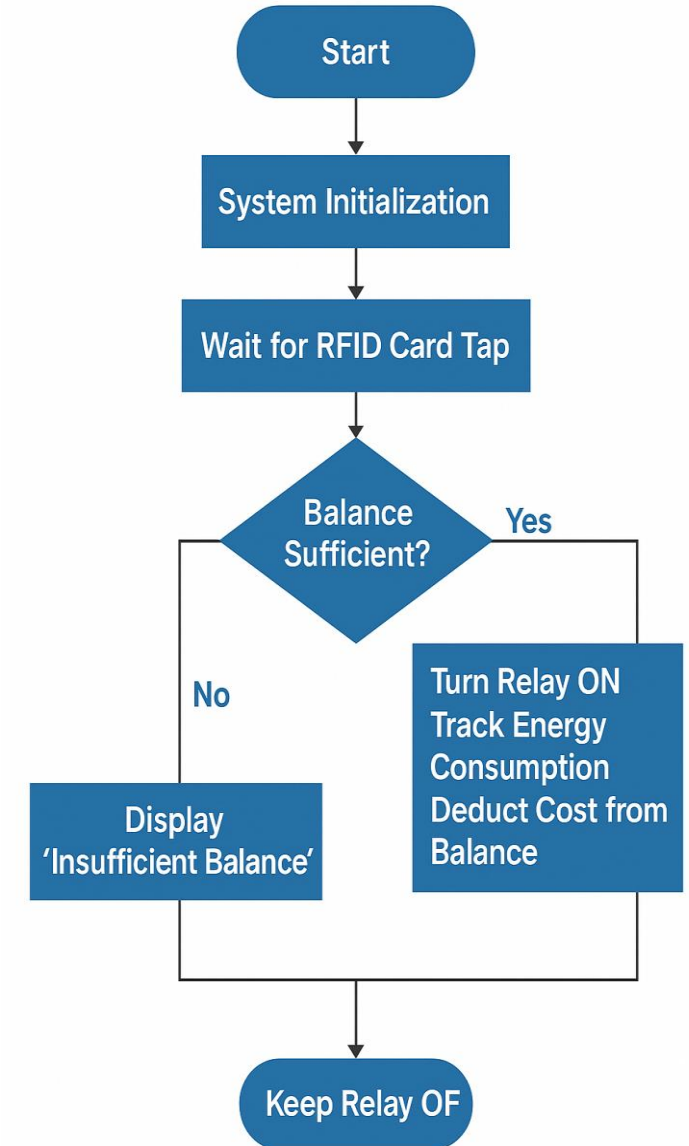 Start
System Initialization
Wait for RFID Card Tap
Balance
Sufficient?
Yes
No
Turn Relay ON
Track Energy
Consumption
Deduct Cost from
Balance
Display
‘Insufficient Balance’
Keep Relay OF